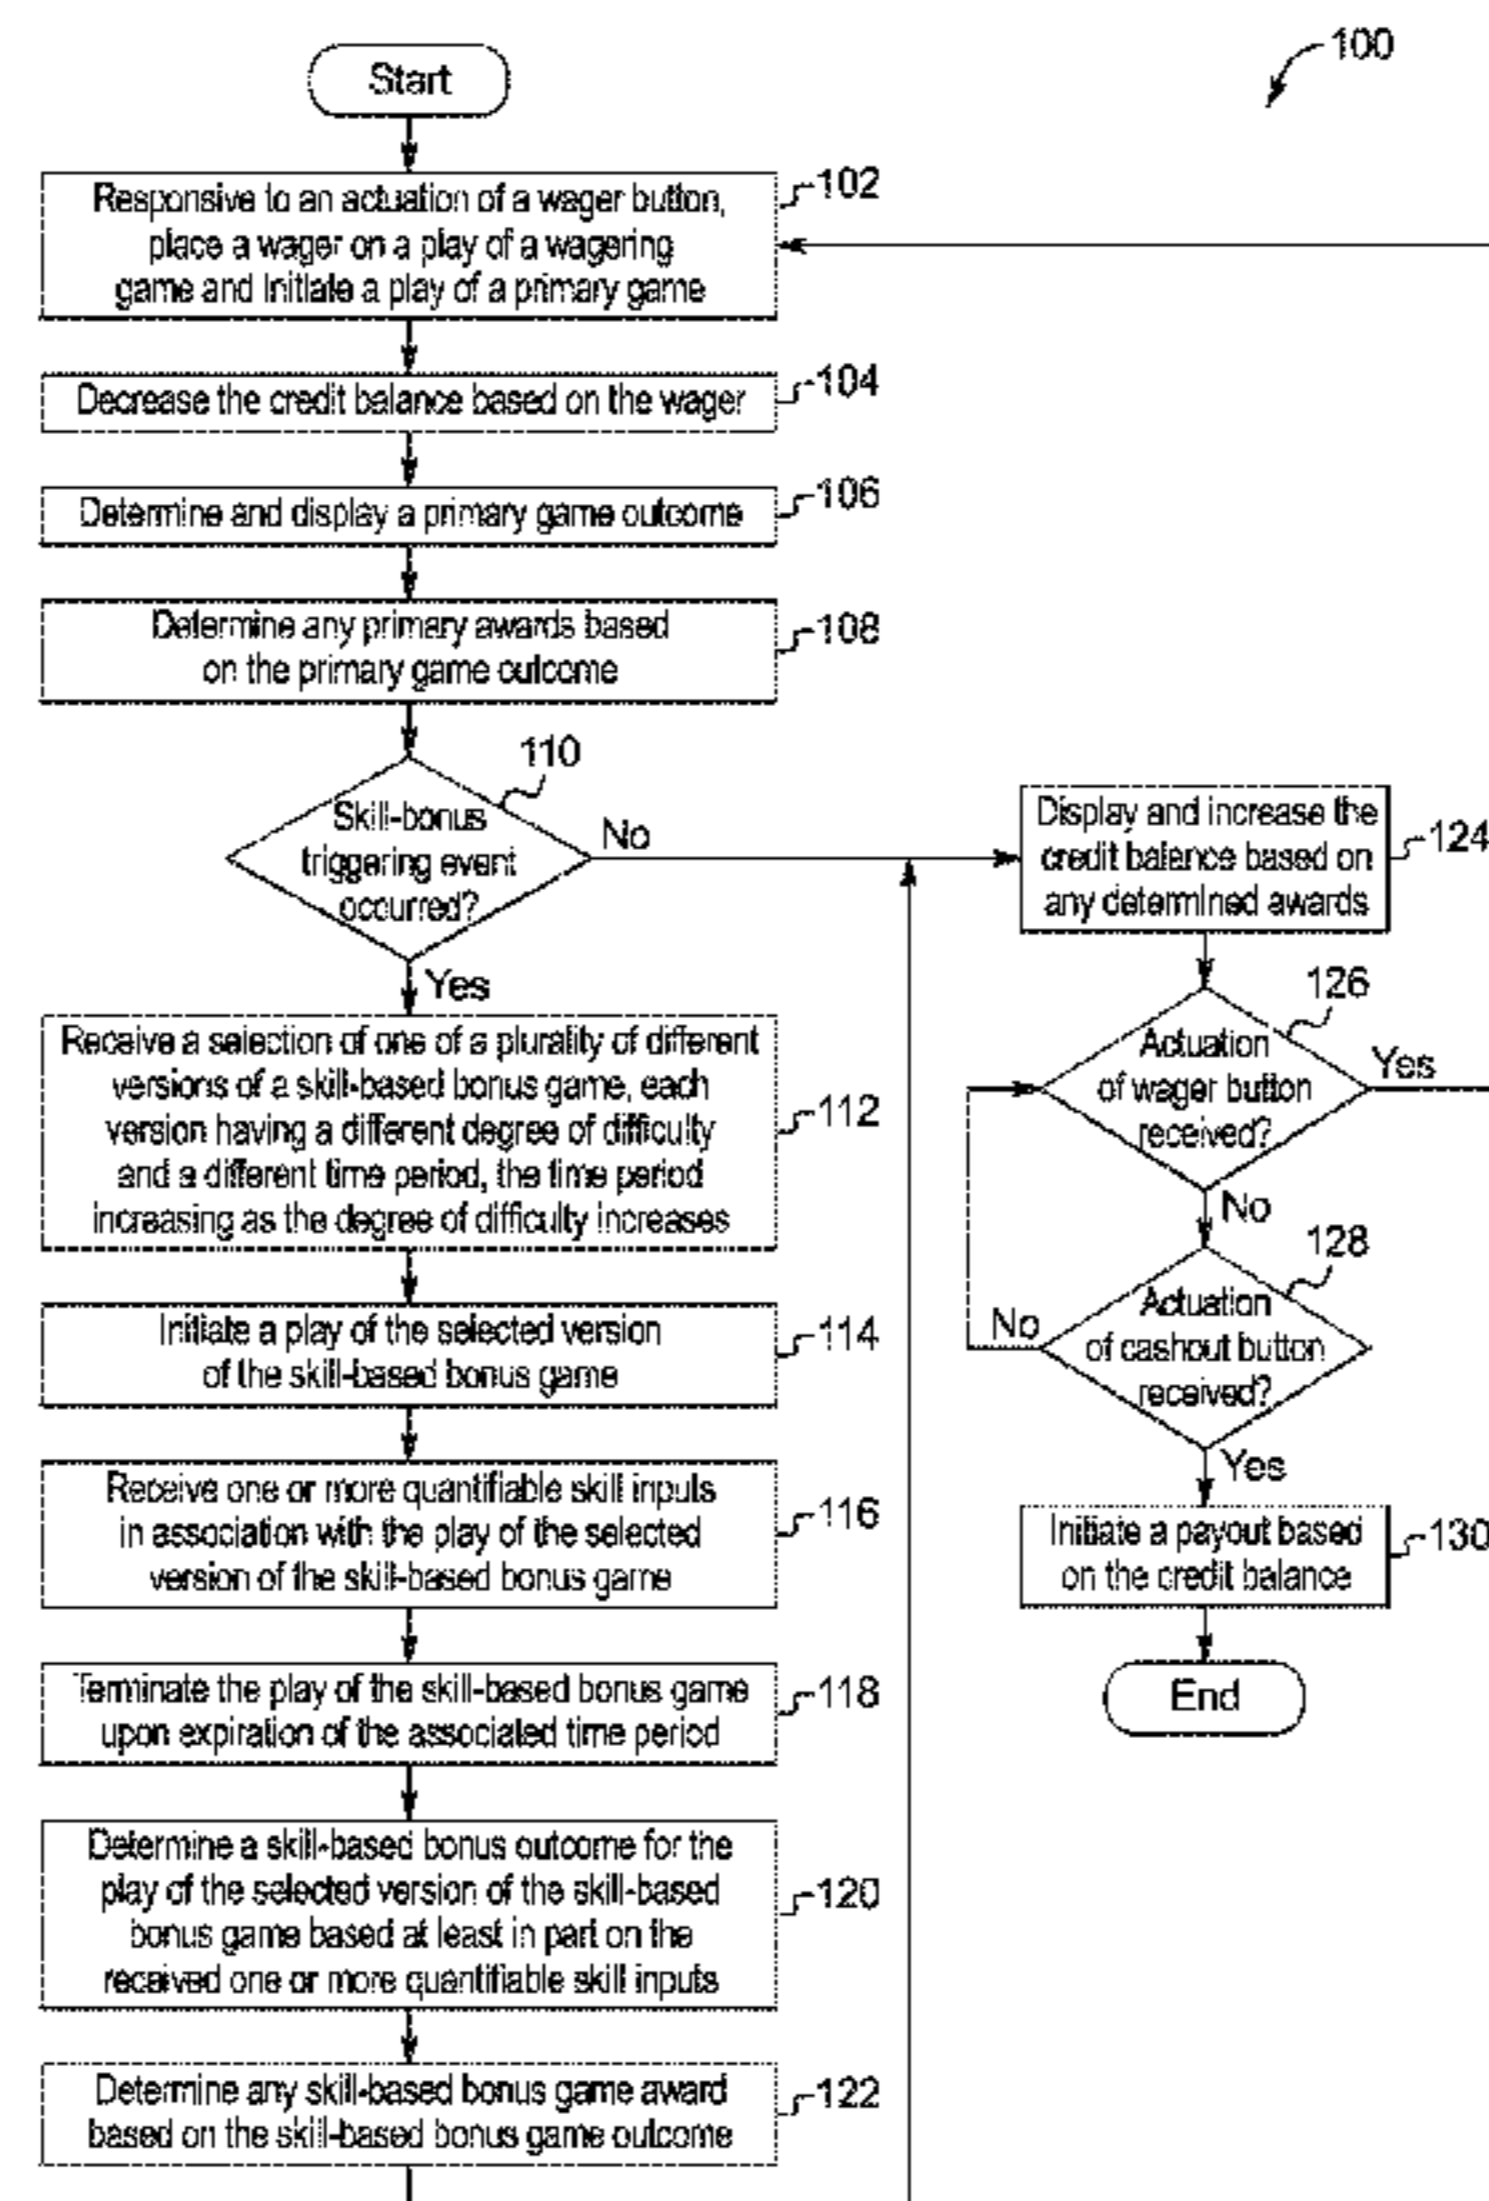 100
Start
Responsive to an actuation of a wager button,
place a wager on a play of a wagering
game and initiate a play of a primary game
102
Decrease the credit balance based on the wager
104
Determine and display a primary game outcome
106
Determine any primary awards based
on the primary game outcome
108
110
Skill-bonus
triggering event
occurred?
No
Yes
Receive a selection of one of a plurality of different
versions of a skill-based bonus game, each
version having a different degree of difficulty
and a different time period, the time period
increasing as the degree of difficulty increases
112
Initiate a play of the selected version
of the skill-based bonus game
114
Receive one or more quantifiable skill inputs
in association with the play of the selected
version of the skill-based bonus game
116
Terminate the play of the skill-based bonus game
upon expiration of the associated time period
118
Determine a skill-based bonus outcome for the
play of the selected version of the skill-based
bonus game based at least in part on the
received one or more quantifiable skill inputs
120
Determine any skill-based bonus game award
based on the skill-based bonus game outcome
122
Display and increase the
credit balance based on
any determined awards
124
126
Actuation
of wager button
received?
Yes
No
128
Actuation
of cashout button
received?
No
Yes
Initiate a payout based
on the credit balance
130
End